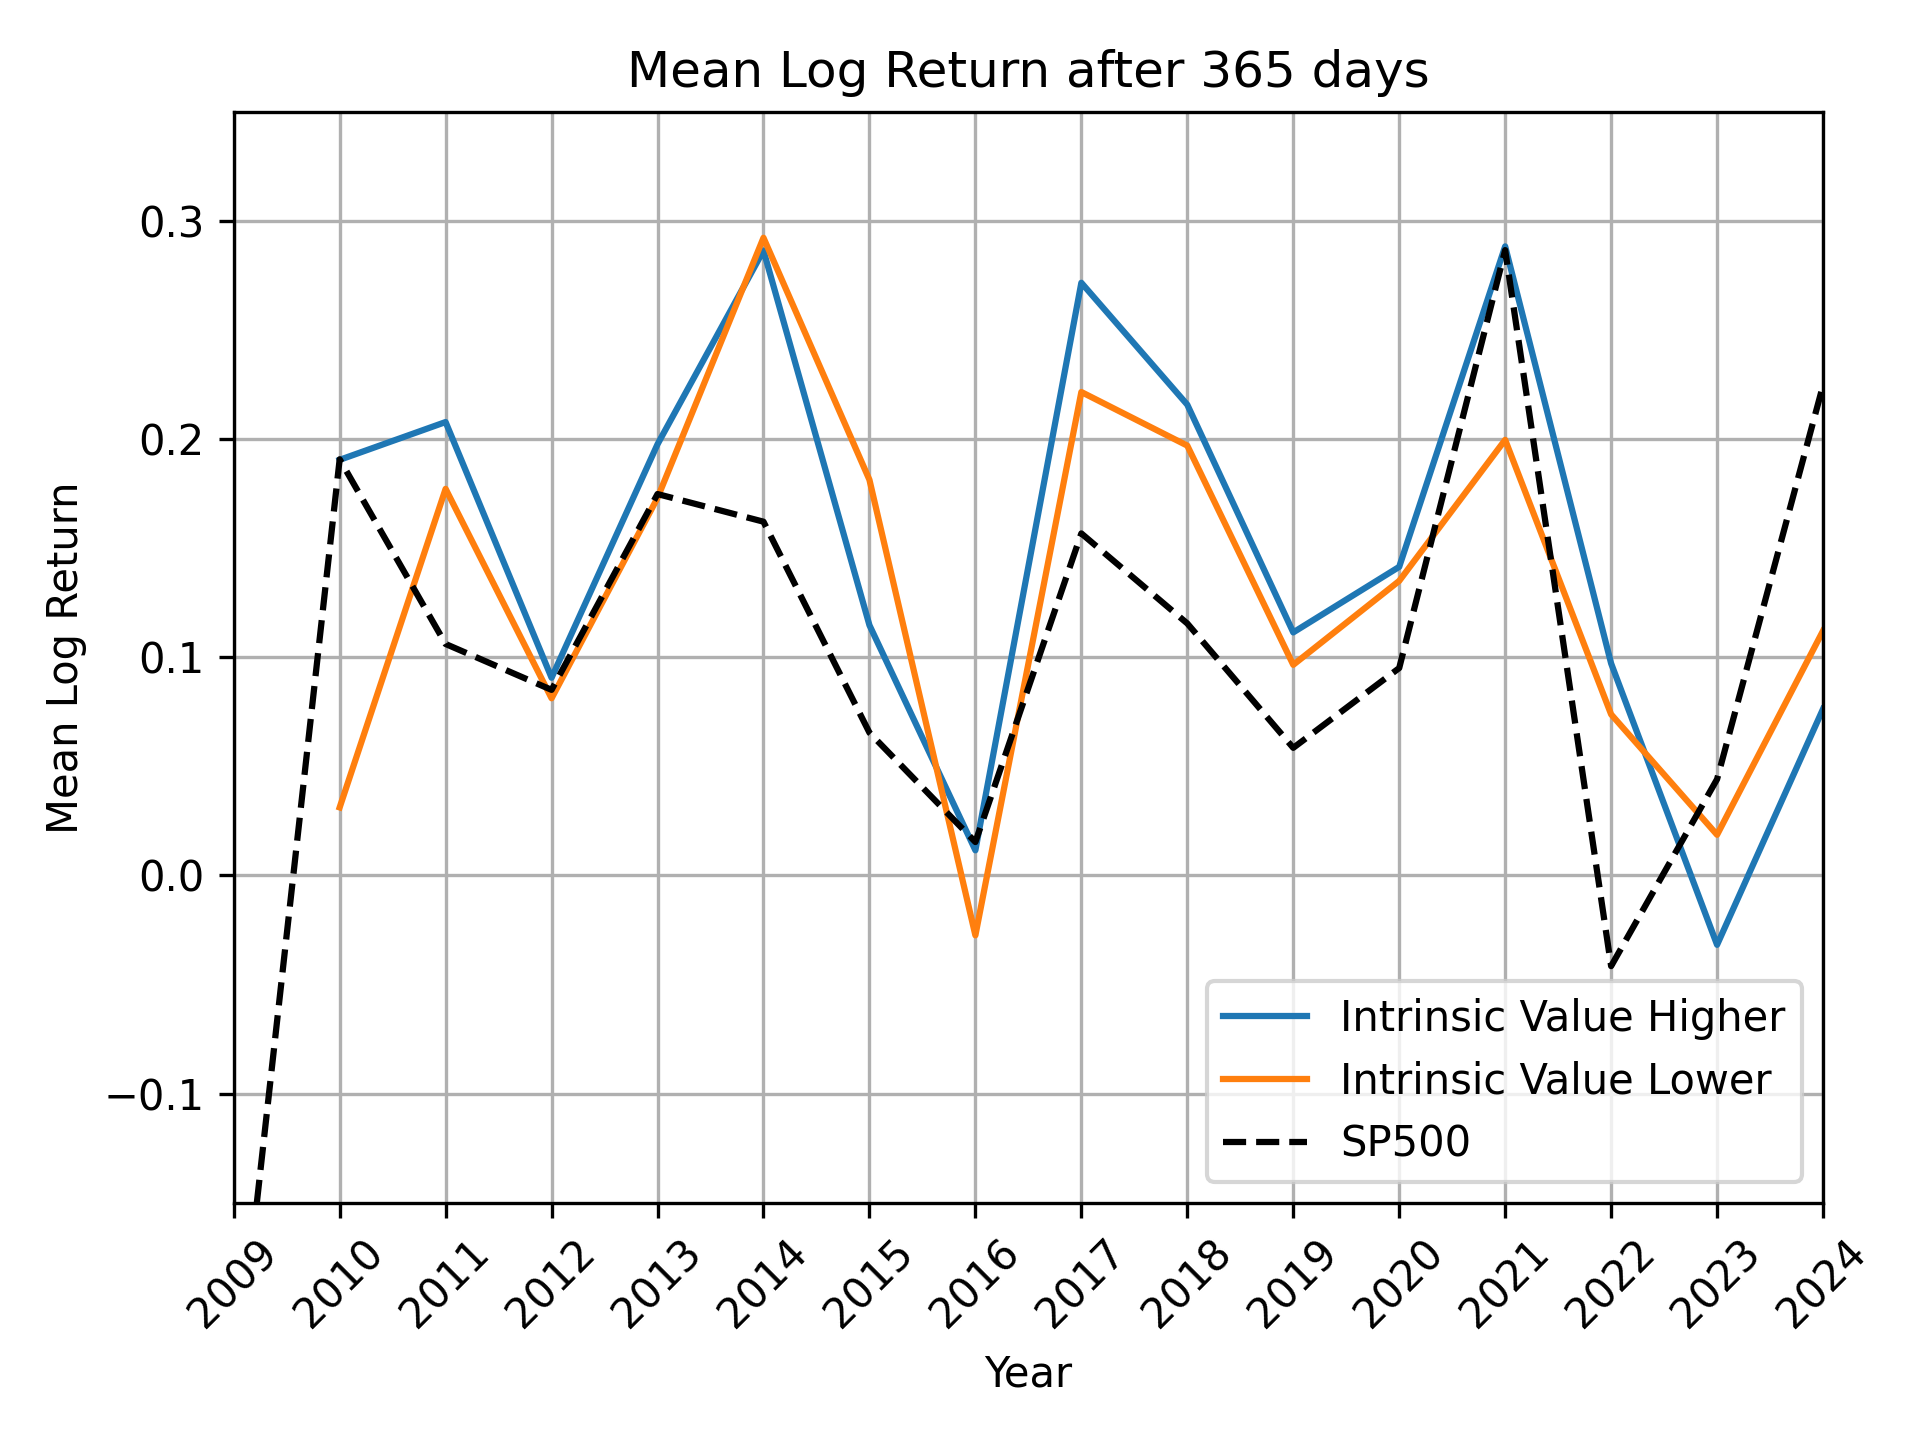 Mean Log Return after 365 days
Mean Log Return
0.3
0.2
0.1
0.0
−0.1
Intrinsic Value Higher
Intrinsic Value Lower
SP500
2009 2010 2011 2012 2013 2014 2015 2016 2017 2018 2019 2020 2021 2022 2023 2024
Year